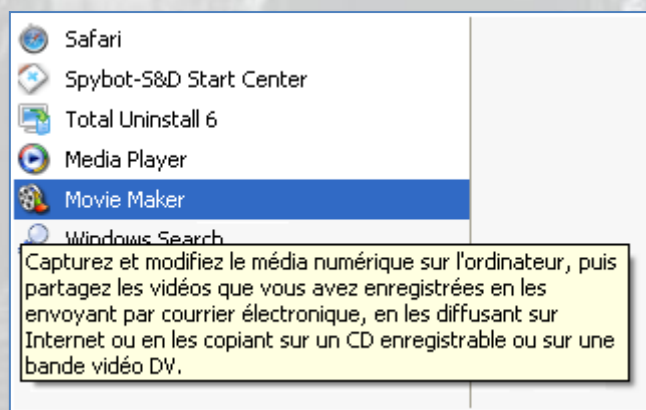 Safari
Spybot-S&D Start Center
Total Uninstall 6
Media Player
Movie Maker
Windows Search
Capturez et modifiez le média numérique sur l'ordinateur, puis
partagez les vidéos que vous avez enregistrées en les
envoyant par courrier électronique, en les diffusant sur
Internet ou en les copiant sur un CD enregistrable ou sur une
bande vidéo DV.